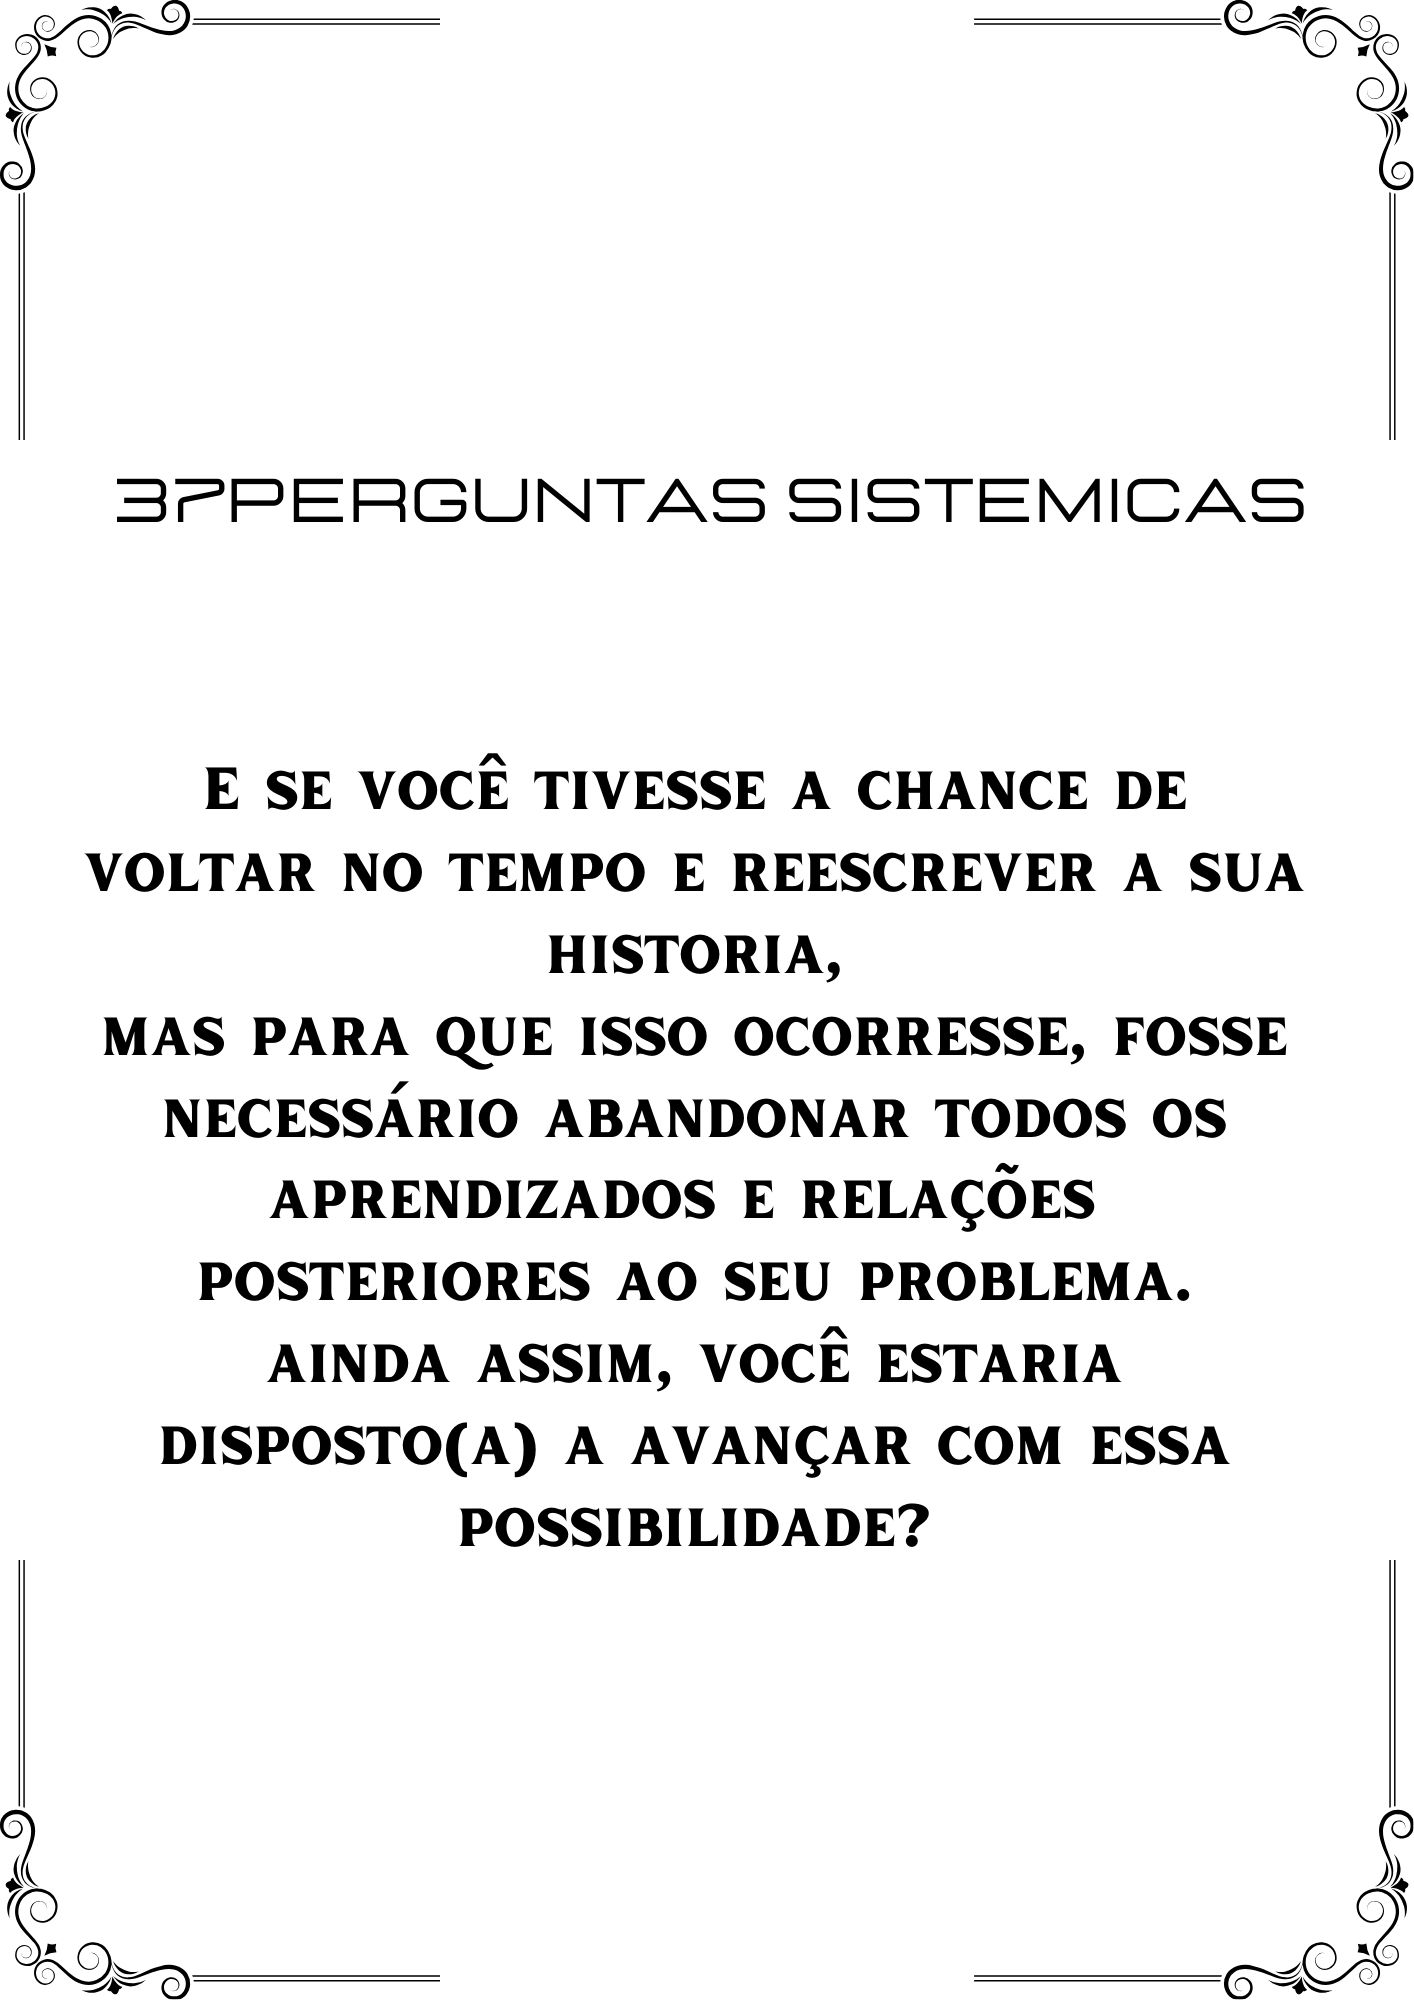 37PERGUNTAS SISTEMICAS
E SE VOCÊ TIVESSE A CHANCE DE
VOLTAR NO TEMPO E REESCREVER A SUA
HISTORIA,
MAS PARA QUE ISSO OCORRESSE, FOSSE
NECESSÁRIO ABANDONAR TODOS OS
APRENDIZADOS E RELAÇÕES
POSTERIORES AO SEU PROBLEMA.
AINDA ASSIM, VOCÊ ESTARIA
DISPOSTO(A) A AVANÇAR COM ESSA
POSSIBILIDADE?